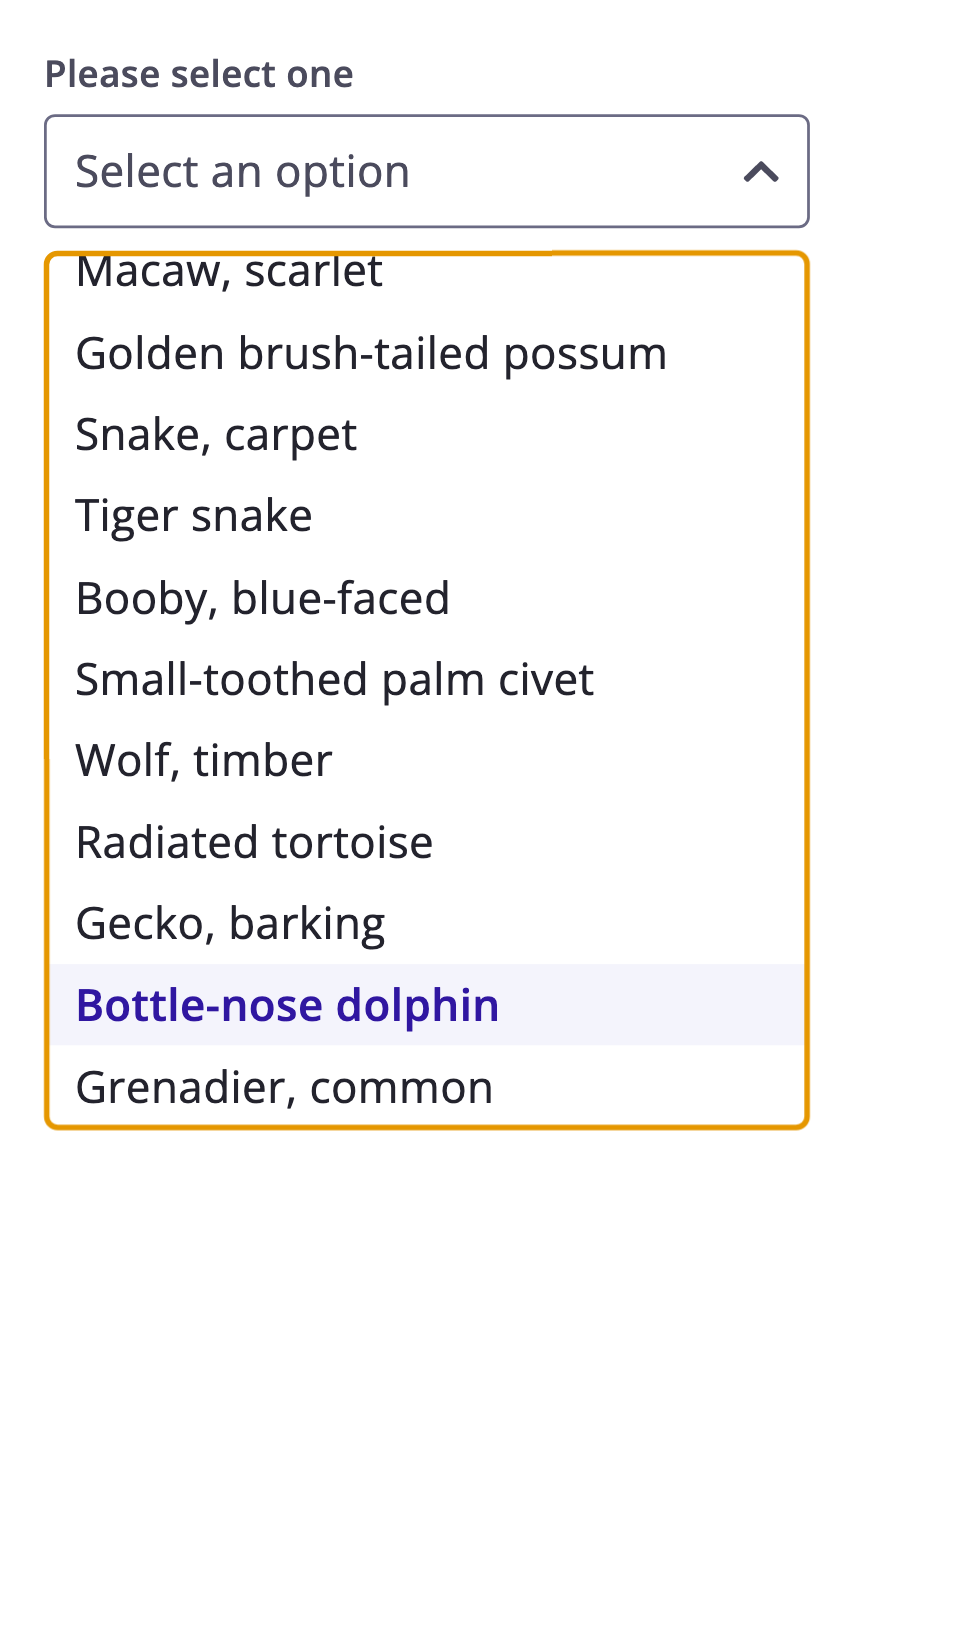 Please select one
Select an option
Macaw, scarlet
Golden brush-tailed possum
Snake, carpet
Tiger snake
Booby, blue-faced
Small-toothed palm civet
Wolf, timber
Radiated tortoise
Gecko, barking
Bottle-nose dolphin
Grenadier, common